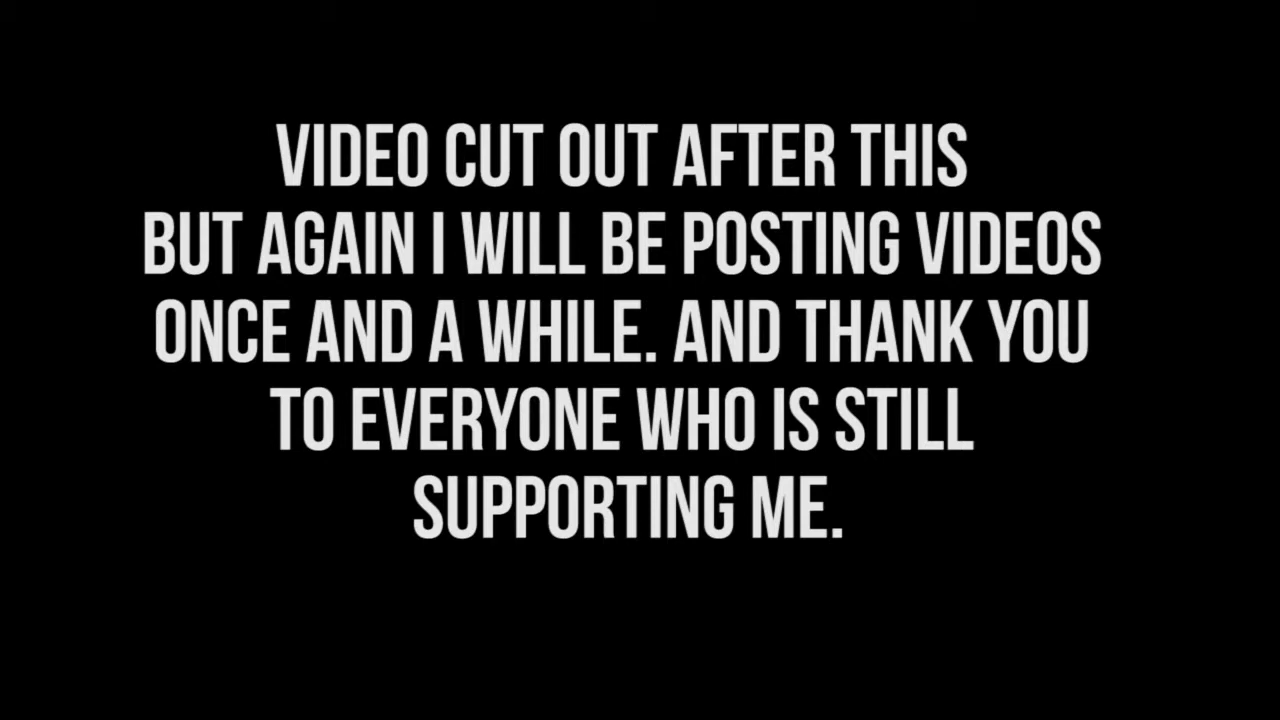 VIDEO CUT OUT AFTER THIS
BUT AGAIN I WILL BE POSTING VIDEOS
ONCE AND A WHILE. AND THANK YOU
TO EVERYONE WHO IS STILL
SUPPORTING ME.